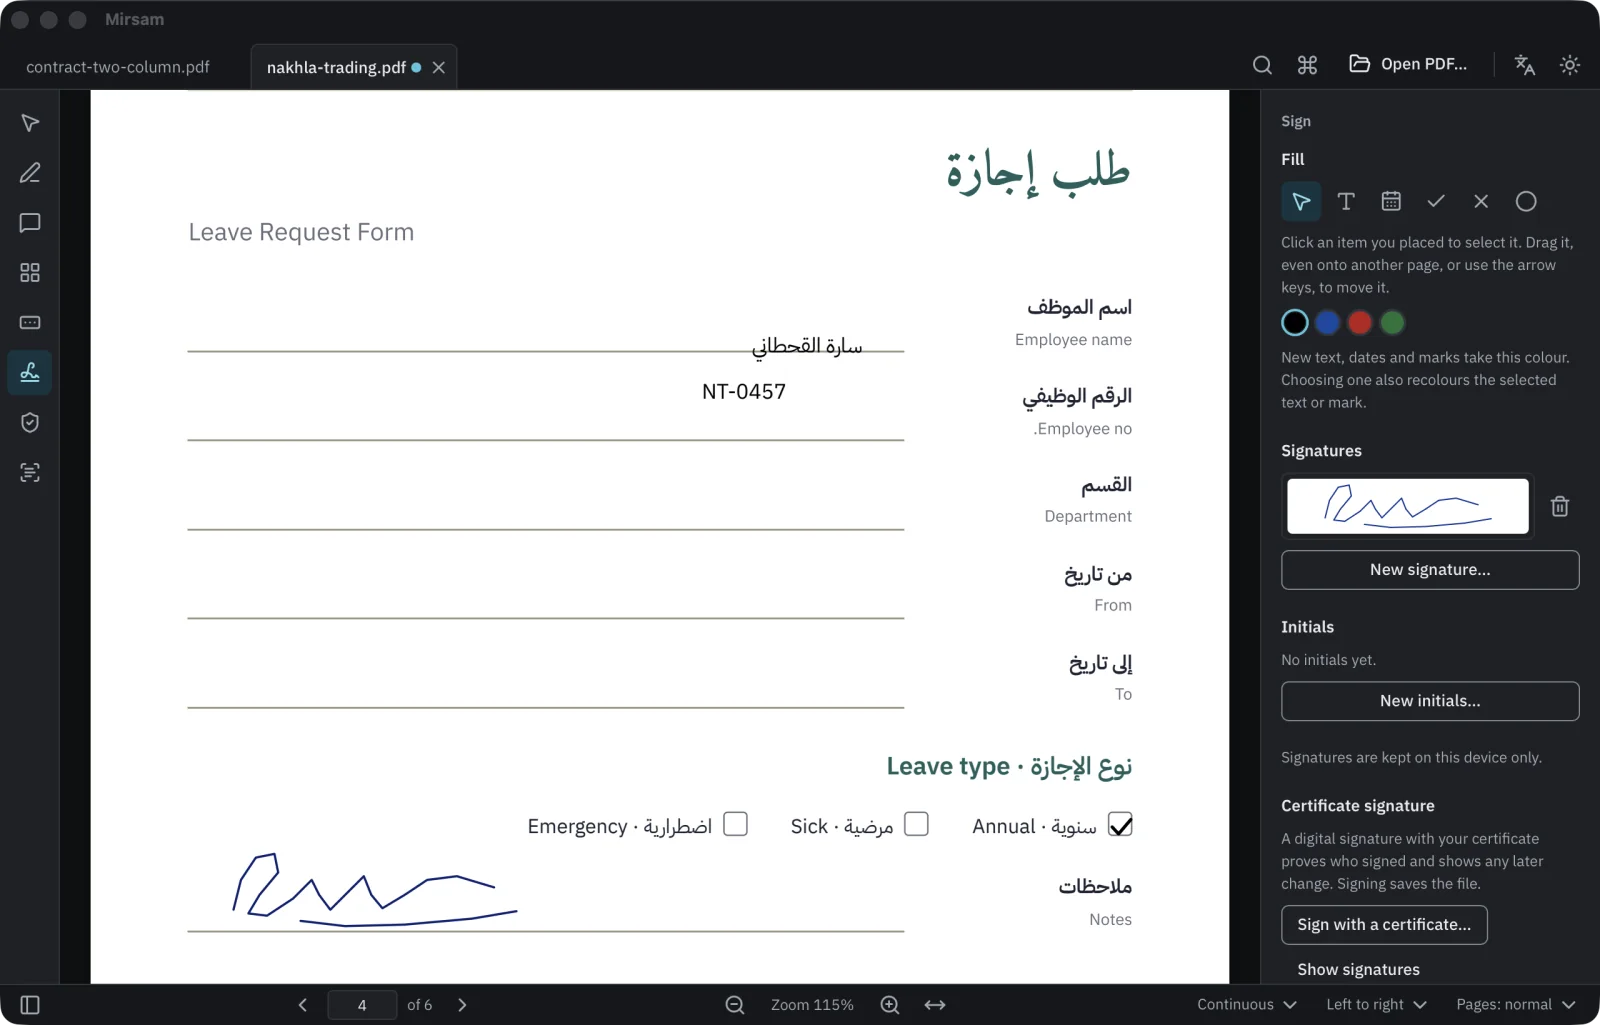 Mirsam
contract-two-column.pdf
nakhla-trading.pdf
Open PDF...
طلب إجازة
Leave Request Form
اسم الموظف
Employee name
سارة القحطاني
الرقم الوظيفي
.Employee no
NT-0457
القسم
Department
من تاريخ
From
إلى تاريخ
To
نوع الإجازة · Leave type
سنوية · Annual
مرضية · Sick
اضطرارية · Emergency
ملاحظات
Notes
Sign
Fill
Click an item you placed to select it. Drag it,
even onto another page, or use the arrow
keys, to move it.
New text, dates and marks take this colour.
Choosing one also recolours the selected
text or mark.
Signatures
New signature...
Initials
No initials yet.
New initials...
Signatures are kept on this device only.
Certificate signature
A digital signature with your certificate
proves who signed and shows any later
change. Signing saves the file.
Sign with a certificate...
Show signatures
4 of 6
Zoom 115%
Continuous
Left to right
Pages: normal